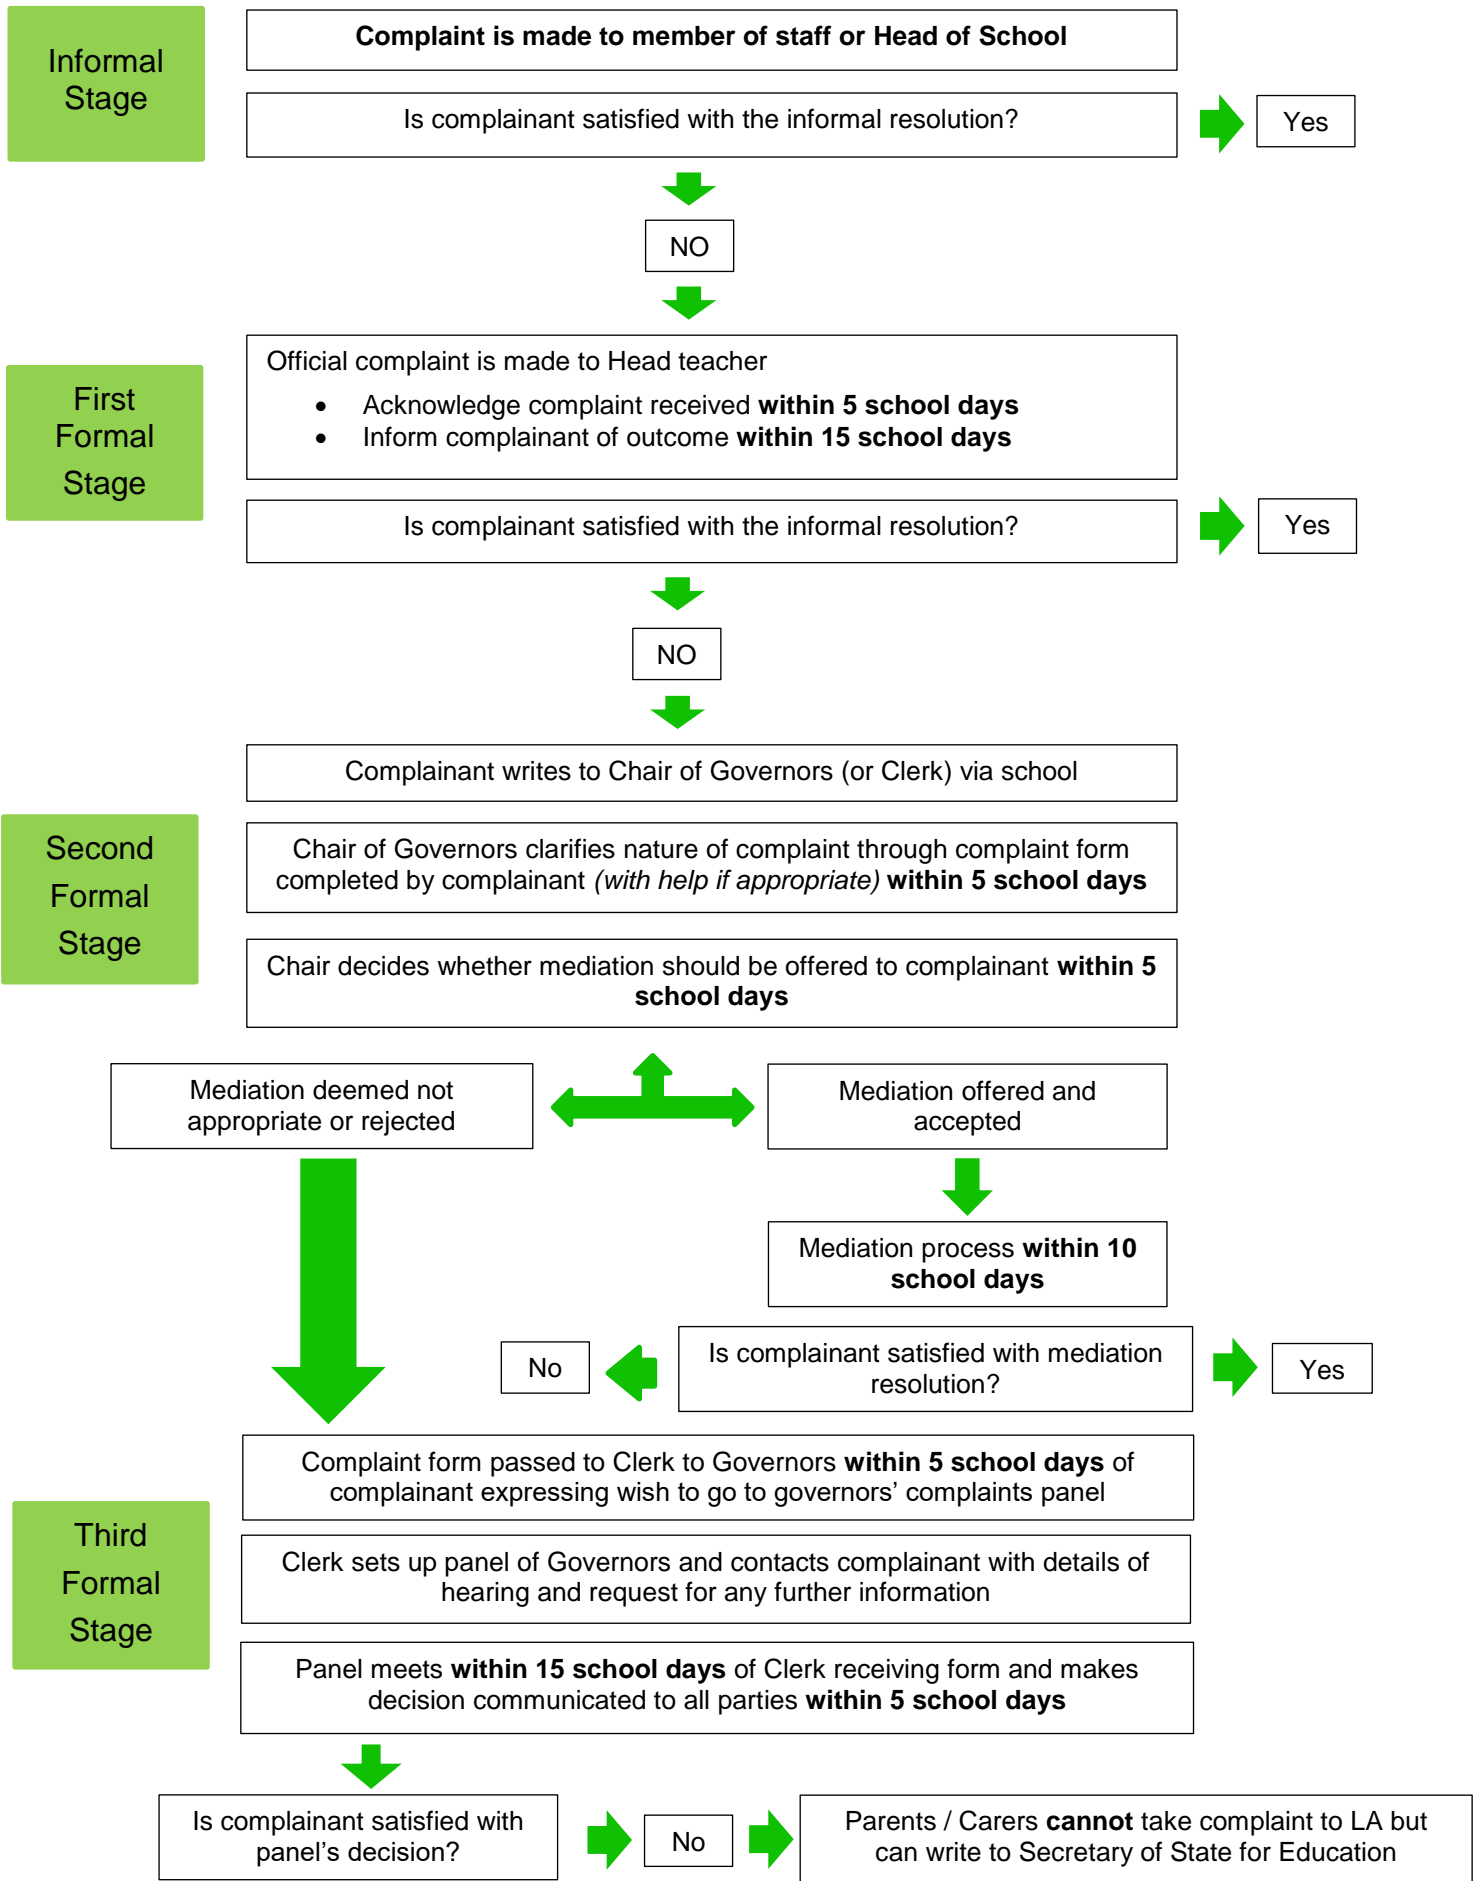 Informal
Stage
Complaint is made to member of staff or Head of School
Is complainant satisfied with the informal resolution?
Yes
NO
First
Formal
Stage
Official complaint is made to Head teacher
• Acknowledge complaint received within 5 school days
• Inform complainant of outcome within 15 school days
Is complainant satisfied with the informal resolution?
Yes
NO
Complainant writes to Chair of Governors (or Clerk) via school
Second
Formal
Stage
Chair of Governors clarifies nature of complaint through complaint form
completed by complainant (with help if appropriate) within 5 school days
Chair decides whether mediation should be offered to complainant within 5
school days
Mediation deemed not
appropriate or rejected
Mediation offered and
accepted
Mediation process within 10
school days
No
Is complainant satisfied with mediation
resolution?
Yes
Complaint form passed to Clerk to Governors within 5 school days of
complainant expressing wish to go to governors’ complaints panel
Third
Formal
Stage
Clerk sets up panel of Governors and contacts complainant with details of
hearing and request for any further information
Panel meets within 15 school days of Clerk receiving form and makes
decision communicated to all parties within 5 school days
Is complainant satisfied with
panel’s decision?
No
Parents / Carers cannot take complaint to LA but
can write to Secretary of State for Education